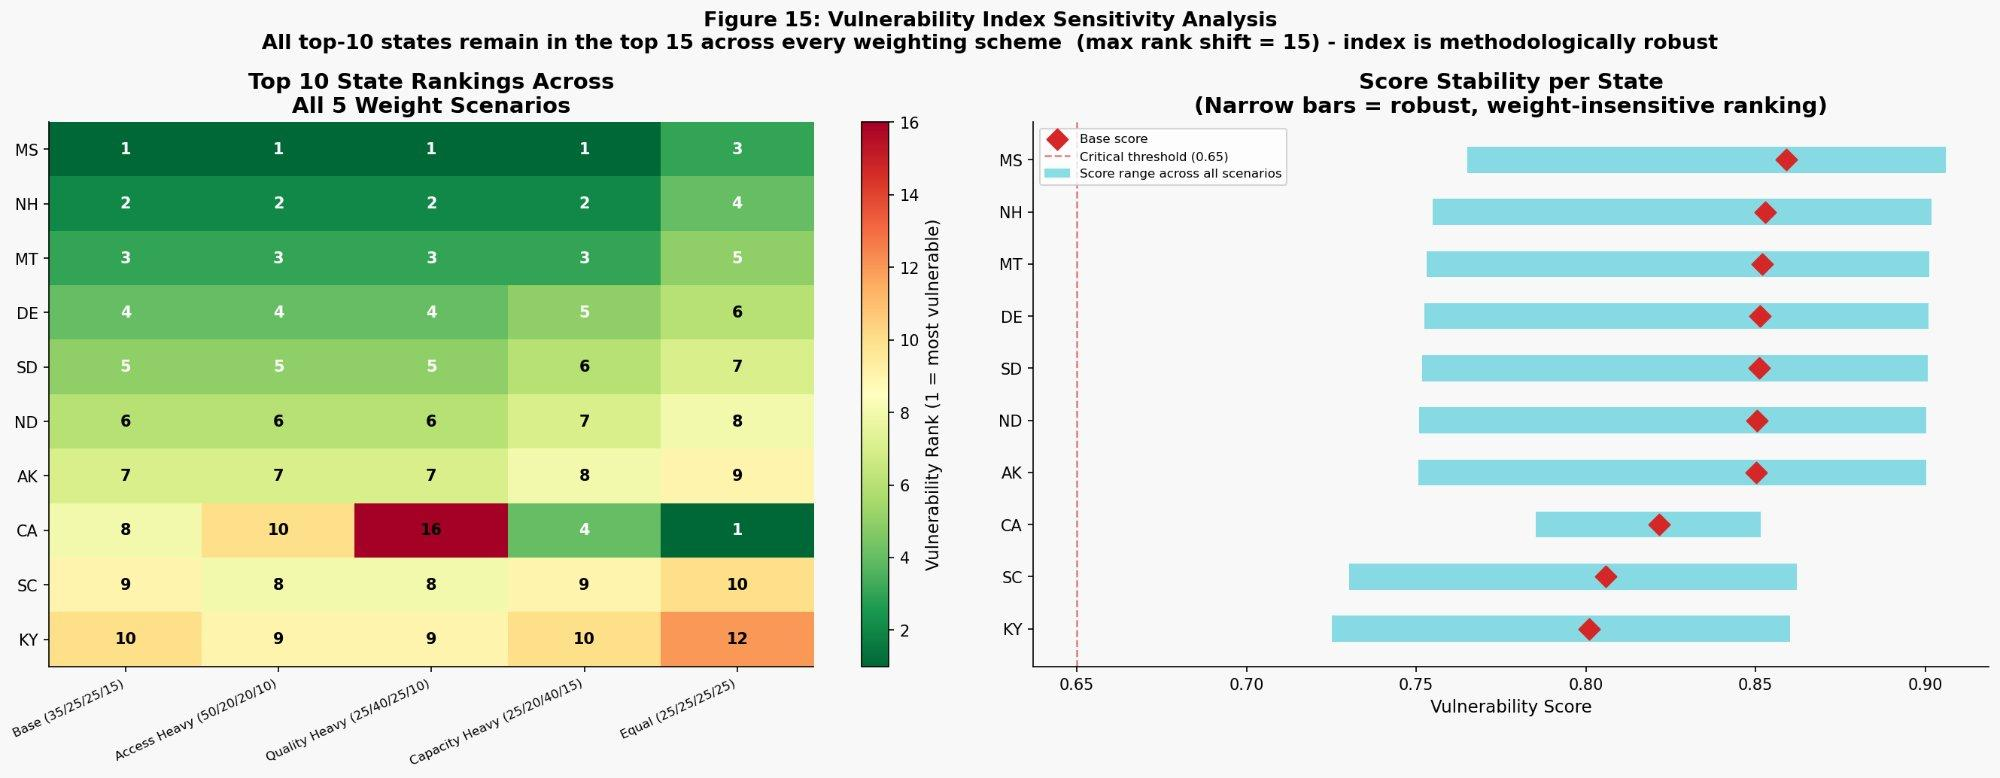 Figure 15: Vulnerability Index Sensitivity Analysis
All top-10 states remain in the top 15 across every weighting scheme  (max rank shift = 15) - index is methodologically robust
Top 10 State Rankings Across
All 5 Weight Scenarios
MS 1 1 1 1 3
NH 2 2 2 2 4
MT 3 3 3 3 5
DE 4 4 4 5 6
SD 5 5 5 6 7
ND 6 6 6 7 8
AK 7 7 7 8 9
CA 8 10 16 4 1
SC 9 8 8 9 10
KY 10 9 9 10 12
Base (35/25/25/15)
Access Heavy (50/20/20/10)
Quality Heavy (25/40/25/10)
Capacity Heavy (25/20/40/15)
Equal (25/25/25/25)
16
14
12
10
8
6
4
2
Vulnerability Rank (1 = most vulnerable)
Score Stability per State
(Narrow bars = robust, weight-insensitive ranking)
Base score
Critical threshold (0.65)
Score range across all scenarios
MS
NH
MT
DE
SD
ND
AK
CA
SC
KY
0.65 0.70 0.75 0.80 0.85 0.90
Vulnerability Score